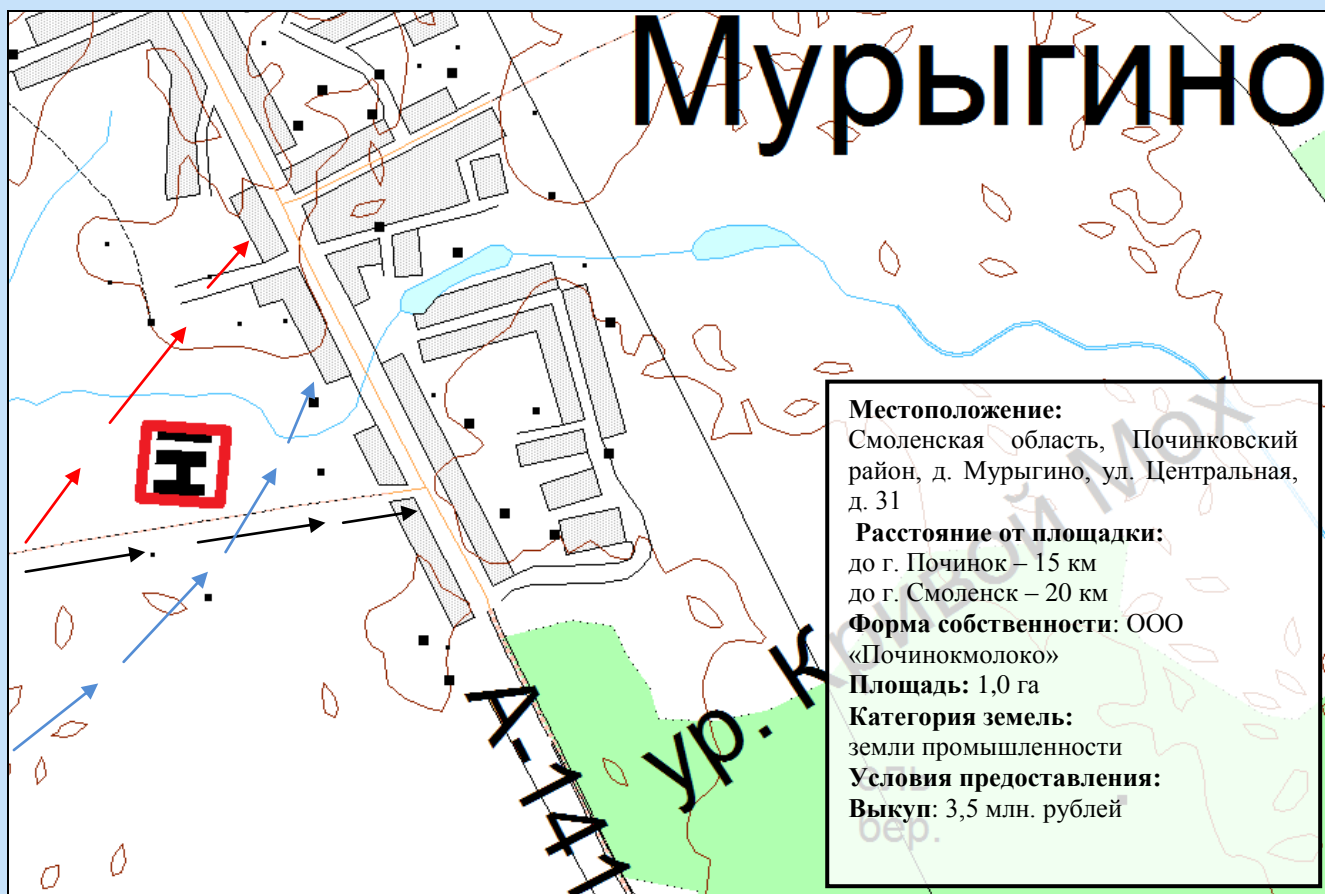 Мурыгино
Н
А-141
ур. Кривой Мох
Местоположение:
Смоленская область, Починковский
район, д. Мурыгино, ул. Центральная,
д. 31
Расстояние от площадки:
до г. Починок – 15 км
до г. Смоленск – 20 км
Форма собственности: ООО
«Починокмолоко»
Площадь: 1,0 га
Категория земель:
земли промышленности
Условия предоставления:
Выкуп: 3,5 млн. рублей
бер.